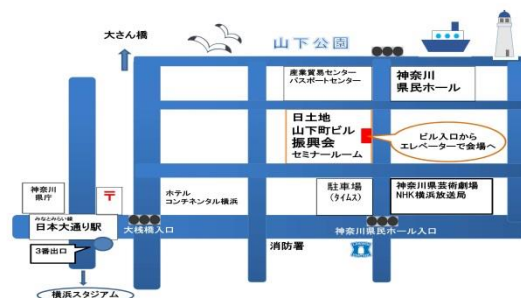 大さん橋
山下公園
産業貿易センター
パスポートセンター
神奈川
県民ホール
日土地
山下町ビル
振興会
セミナールーム
ビル入口から
エレベーターで会場へ
神奈川
県庁
〒
ホテル
コンチネンタル横浜
駐車場
(タイムス)
神奈川県芸術劇場
NHK横浜放送局
みなとみらい線
日本大通り駅
大桟橋入口
神奈川県民ホール入口
3番出口
消防署
横浜スタジアム